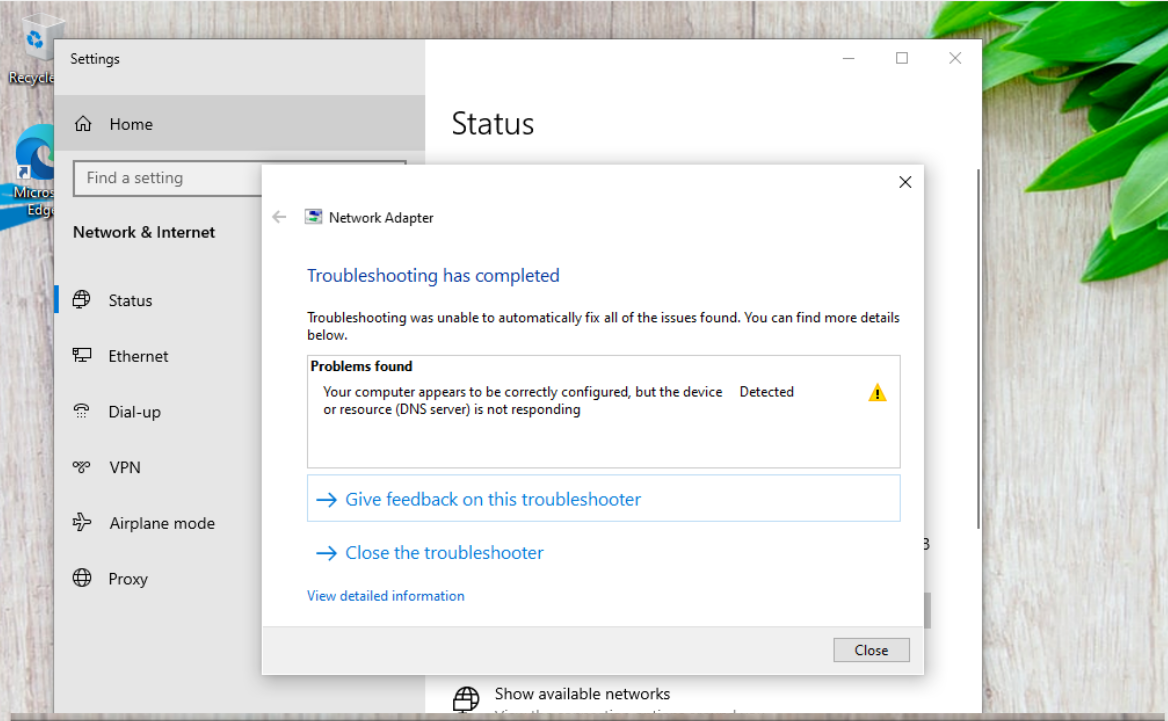 Recycle
Micros
Edge
Settings
Home
Find a setting
Network & Internet
Status
Ethernet
Dial-up
VPN
Airplane mode
Proxy
Status
Network Adapter
Troubleshooting has completed
Troubleshooting was unable to automatically fix all of the issues found. You can find more details
below.
Problems found
Your computer appears to be correctly configured, but the device
or resource (DNS server) is not responding
Detected
Give feedback on this troubleshooter
Close the troubleshooter
View detailed information
Close
3
Show available networks